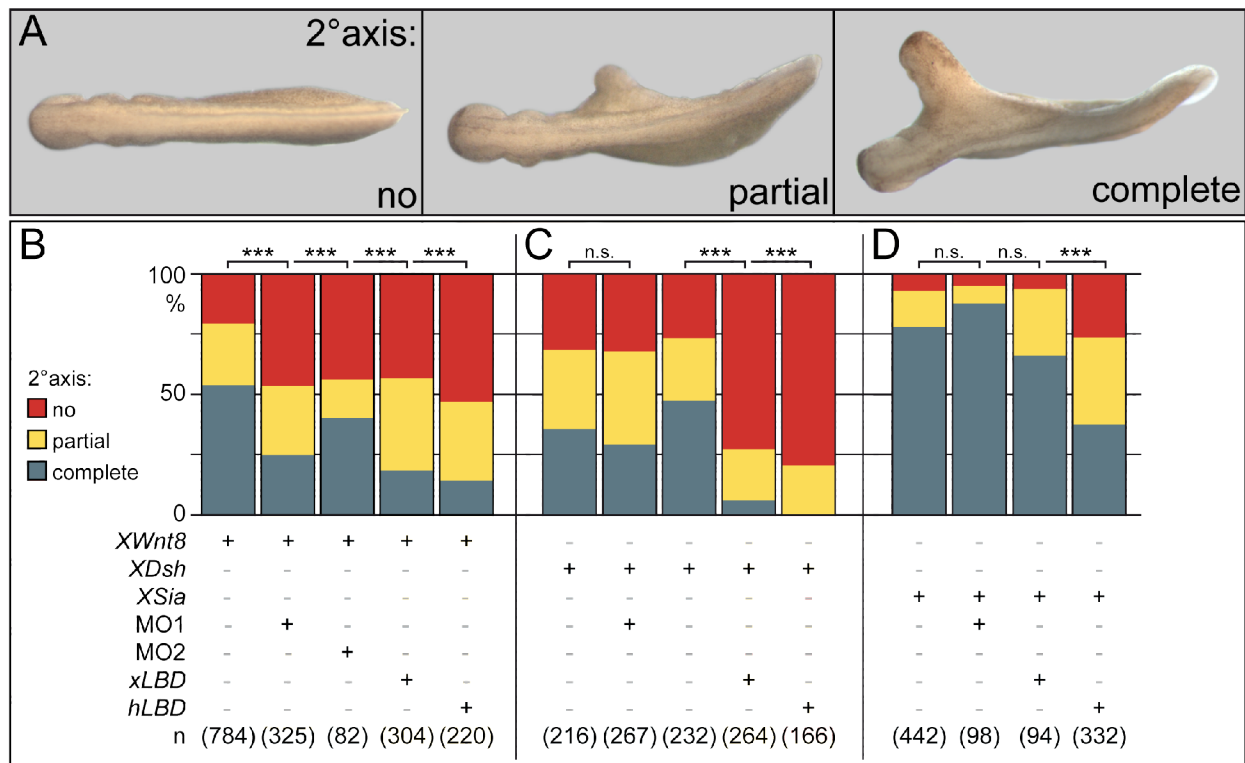 A 2°axis:
no partial complete
B C D
*** *** *** *** n.s. *** *** n.s. n.s. ***
100
%
50
0
2°axis:
no
partial
complete
XWnt8 + + + + + - - - - - - - - -
XDsh - - - - - + + + + + - - - -
XSia - - - - - - - - - - + + + +
MO1 - + - - - - + - - - - + - -
MO2 - - + - - - - - - - - - - -
xLBD - - - + - - - - + - - - + -
hLBD - - - - + - - - - + - - - +
n (784) (325) (82) (304) (220) (216) (267) (232) (264) (166) (442) (98) (94) (332)